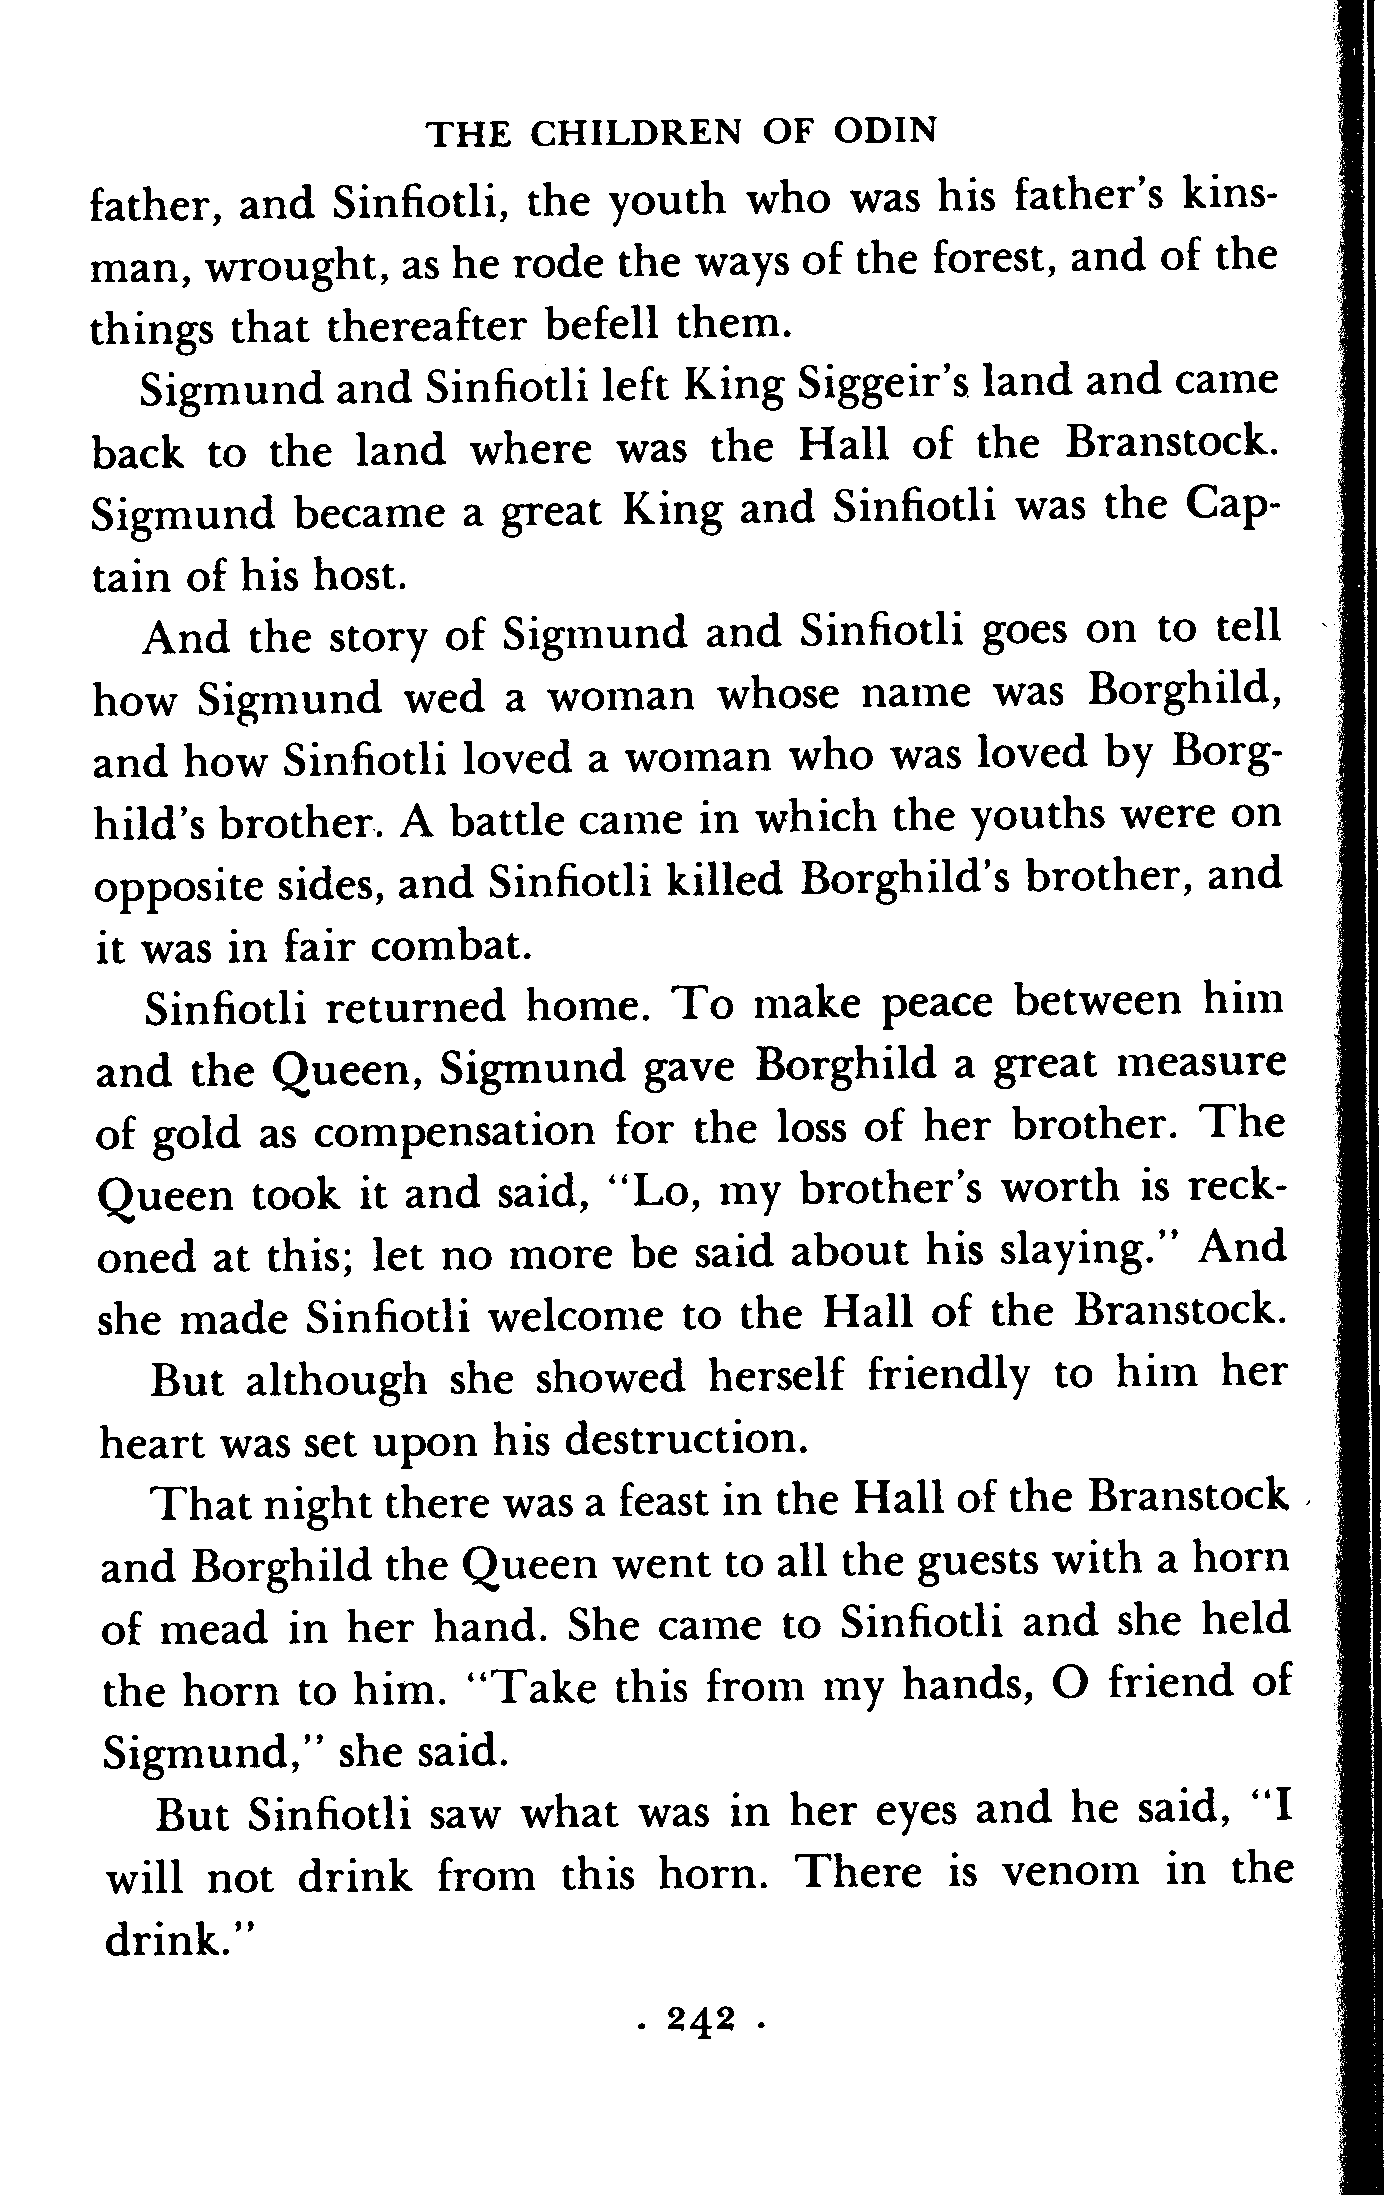 THE CHILDREN OF ODIN
father, and Sinfiotli, the youth who was his father's kins-
man, wrought, as he rode the ways of the forest, and of the
things that thereafter befell them.
Sigmund and Sinfiotli left King Siggeir's land and came
back to the land where was the Hall of the Branstock.
Sigmund became a great King and Sinfiotli was the Cap-
tain of his host.
And the story of Sigmund and Sinfiotli goes on to tell
how Sigmund wed a woman whose name was Borghild,
and how Sinfiotli loved a woman who was loved by Borg-
hild's brother. A battle came in which the youths were on
opposite sides, and Sinfiotli killed Borghild's brother, and
it was in fair combat.
Sinfiotli returned home. To make peace between him
and the Queen, Sigmund gave Borghild a great measure
of gold as compensation for the loss of her brother. The
Queen took it and said, "Lo, my brother's worth is reck-
oned at this; let no more be said about his slaying." And
she made Sinfiotli welcome to the Hall of the Branstock.
But although she showed herself friendly to him her
heart was set upon his destruction.
That night there was a feast in the Hall of the Branstock
and Borghild the Queen went to all the guests with a horn
of mead in her hand. She came to Sinfiotli and she held
the horn to him. "Take this from my hands, O friend of
Sigmund," she said.
But Sinfiotli saw what was in her eyes and he said, "I
will not drink from this horn. There is venom in the
drink."
· 242 ·